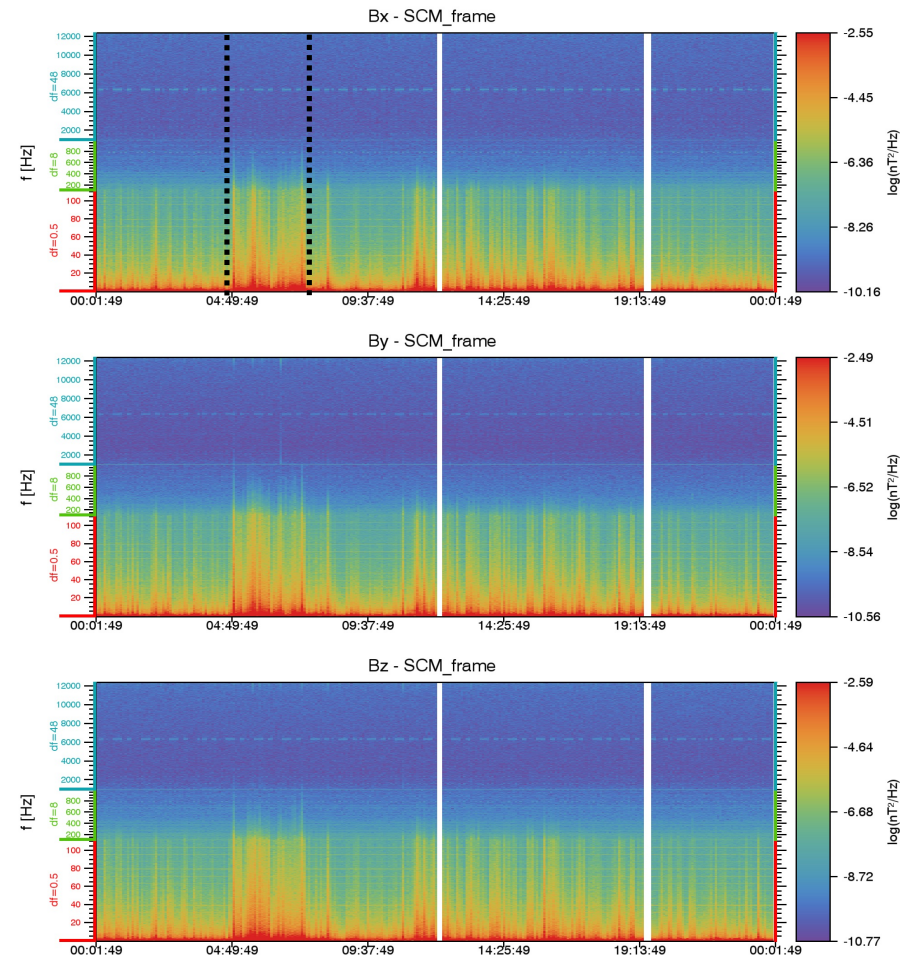 Bx - SCM_frame
f [Hz]
df=48
12000
10000
8000
6000
4000
2000
df=8
800
600
400
200
df=0.5
100
80
60
40
20
00:01:49 04:49:49 09:37:49 14:25:49 19:13:49 00:01:49
-2.55
-4.45
-6.36
-8.26
-10.16
log(nT²/Hz)
By - SCM_frame
f [Hz]
df=48
12000
10000
8000
6000
4000
2000
df=8
800
600
400
200
df=0.5
100
80
60
40
20
00:01:49 04:49:49 09:37:49 14:25:49 19:13:49 00:01:49
-2.49
-4.51
-6.52
-8.54
-10.56
log(nT²/Hz)
Bz - SCM_frame
f [Hz]
df=48
12000
10000
8000
6000
4000
2000
df=8
800
600
400
200
df=0.5
100
80
60
40
20
00:01:49 04:49:49 09:37:49 14:25:49 19:13:49 00:01:49
-2.59
-4.64
-6.68
-8.72
-10.77
log(nT²/Hz)